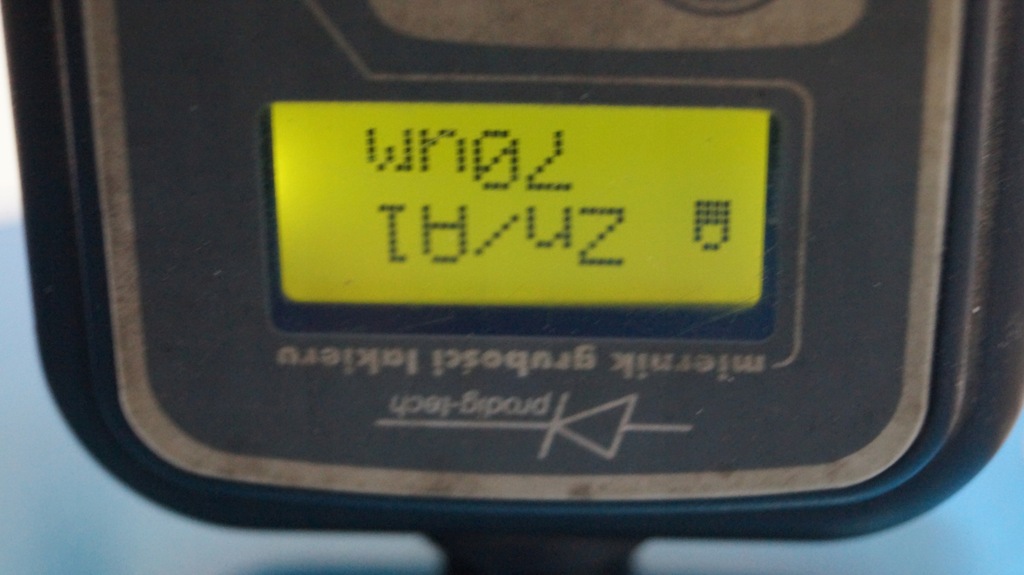 prodig-tech
miernik grubości lakieru
Zn/Al
70um